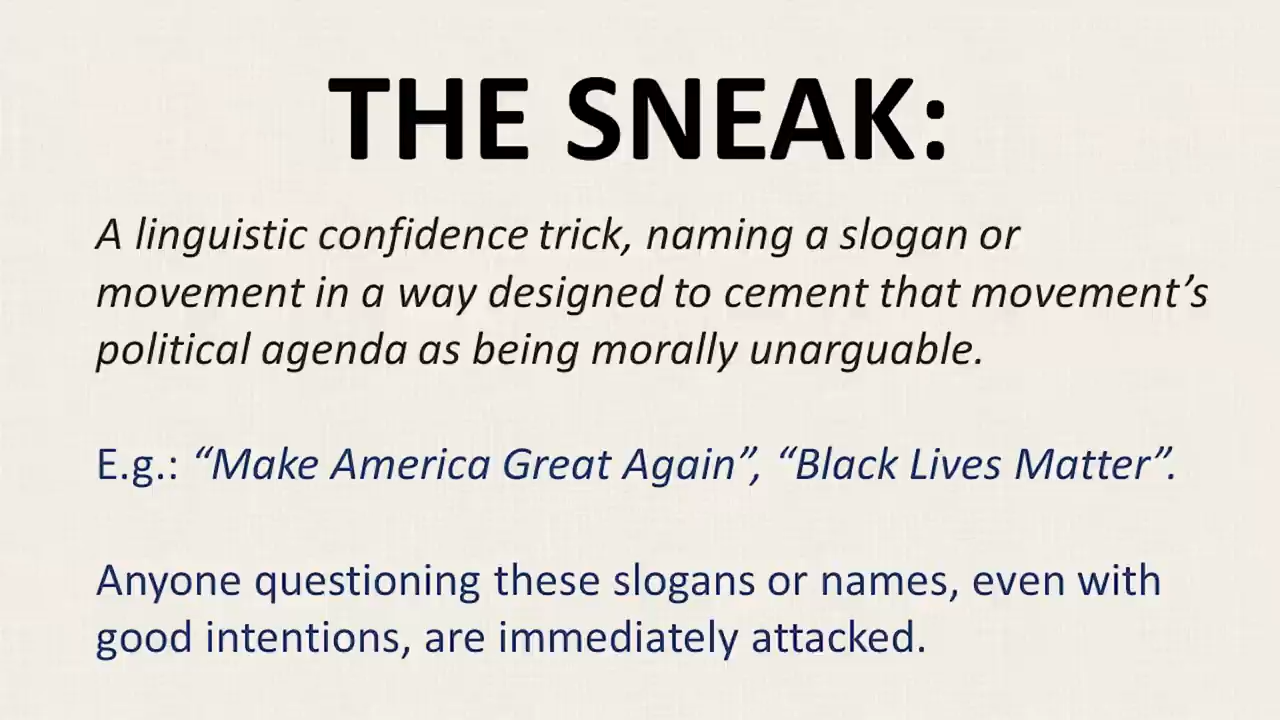 THE SNEAK:
A linguistic confidence trick, naming a slogan or
movement in a way designed to cement that movement’s
political agenda as being morally unarguable.
E.g.: “Make America Great Again”, “Black Lives Matter”.
Anyone questioning these slogans or names, even with
good intentions, are immediately attacked.